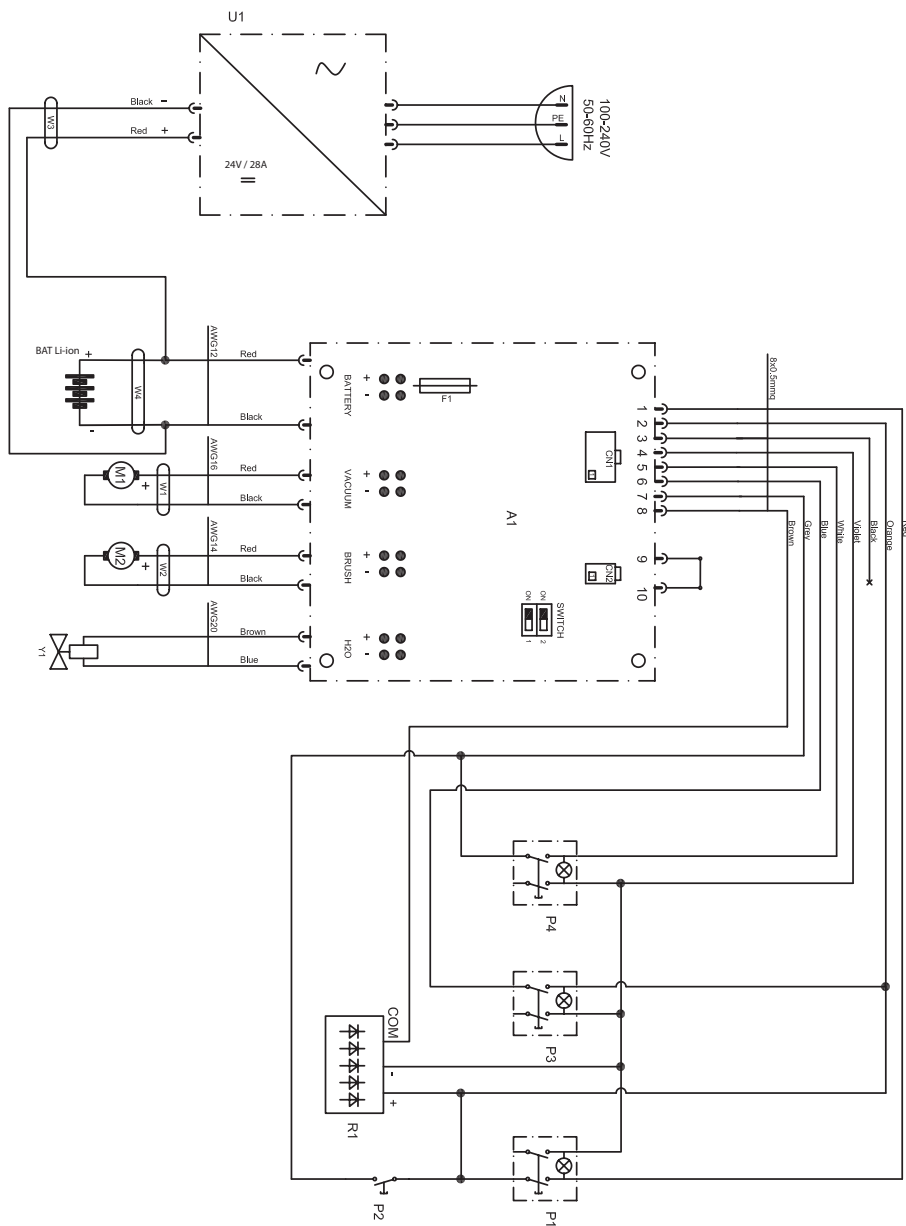 U1
100-240V
50-60Hz
N
PE
L
Black -
Red +
W3
24V / 28A
BAT Li-ion
+
-
W4
AWG12
Red
Black
BATTERY
+
-
F1
8x0.5mmq
1
2
3
4
5
6
7
8
9
10
CN1
1
CN2
1
Orange
Black
Violet
White
Blue
Grey
Brown
M1
+
W1
AWG16
Red
Black
VACUUM
+
-
A1
M2
+
W2
AWG14
Red
Black
BRUSH
+
-
SWITCH
ON
ON
1
2
Y1
AWG20
Brown
Blue
H2O
+
-
P4
P3
COM
-
+
R1
P2
P1